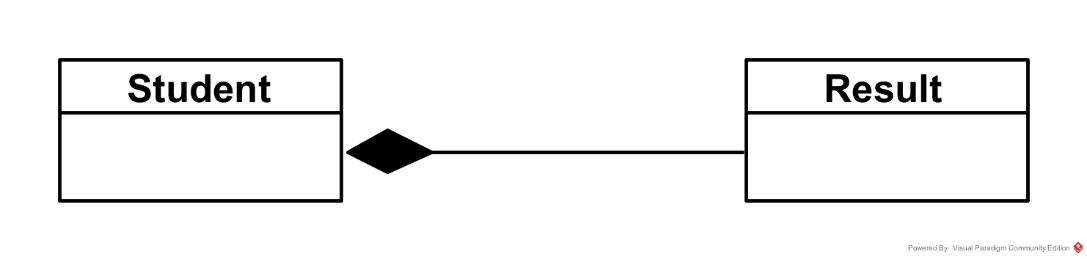 Student
Result
Powered By Visual Paradigm Community Edition